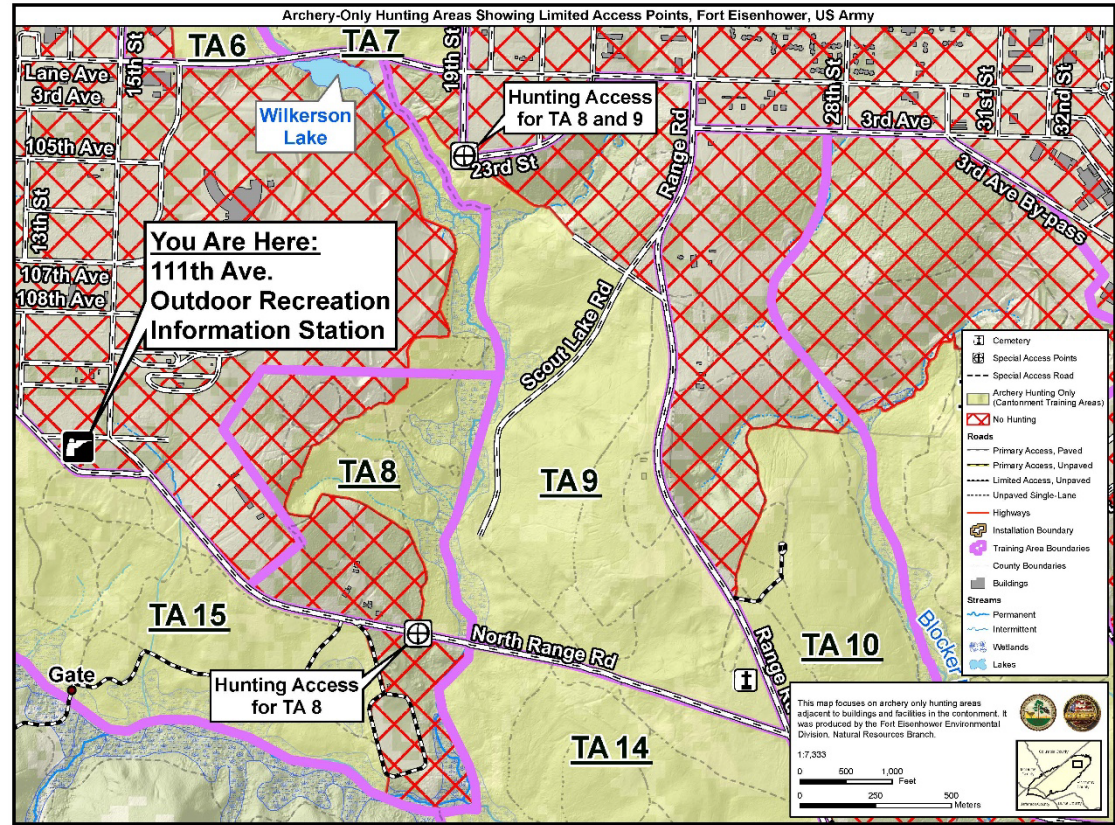 Archery-Only Hunting Areas Showing Limited Access Points, Fort Eisenhower, US Army
TA 6
TA 7
15th St
19th St
Lane Ave
3rd Ave
Wilkerson
Lake
Hunting Access
for TA 8 and 9
28th St
31st St
32nd St
3rd Ave
105th Ave
23rd St
Range Rd
3rd Ave By-pass
13th St
You Are Here:
111th Ave.
Outdoor Recreation
Information Station
107th Ave
108th Ave
Scout Lake Rd
TA 8
TA 9
TA 15
North Range Rd
TA 10
Range Rd
Blocker
Gate
Hunting Access
for TA 8
TA 14
Cemetery
Special Access Points
Special Access Road
Archery Hunting Only
(Cantonment Training Areas)
No Hunting
Roads
Primary Access, Paved
Primary Access, Unpaved
Limited Access, Unpaved
Unpaved Single-Lane
Highways
Installation Boundary
Training Area Boundaries
County Boundaries
Buildings
Streams
Permanent
Intermittent
Wetlands
Lakes
This map focuses on archery only hunting areas
adjacent to buildings and facilities in the contonment. It
was produced by the Fort Eisenhower Environmental
Division, Natural Resources Branch.
1:7,333
0 500 1,000
Feet
0 250 500
Meters